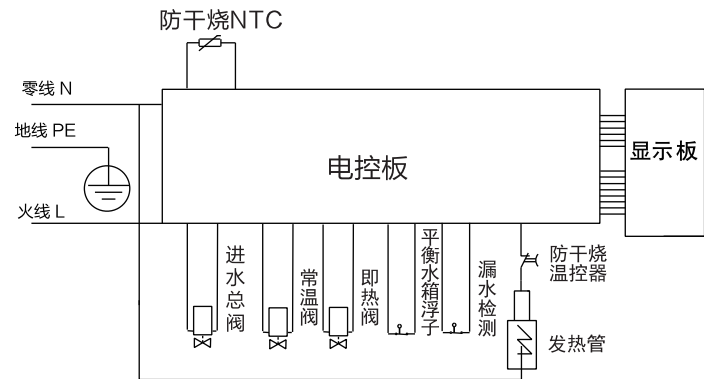 防干烧NTC
零线 N
地线 PE
电控板
显示板
火线 L
进水总阀
常温阀
即热阀
平衡水箱浮子
漏水检测
防干烧
温控器
发热管